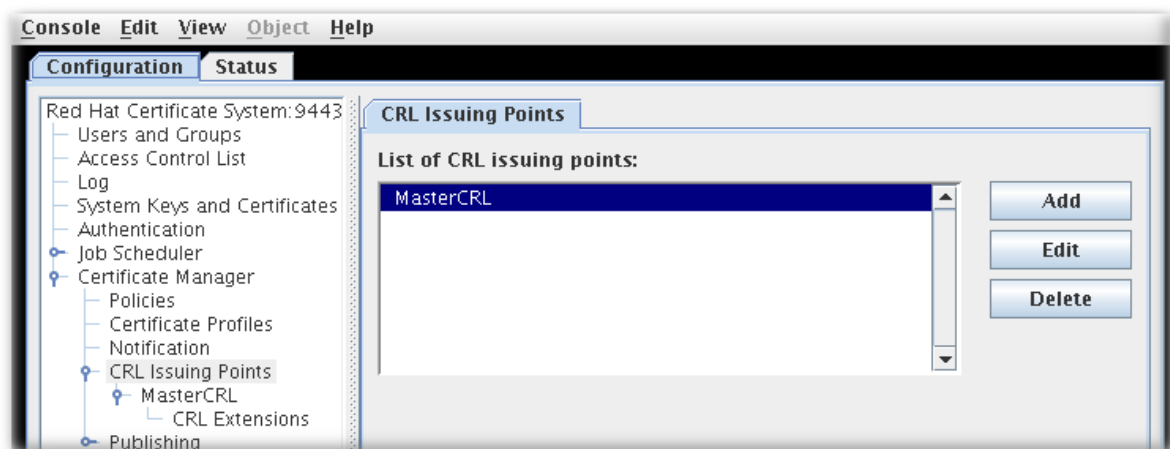 Console Edit View Object Help
Configuration Status
Red Hat Certificate System:9443
Users and Groups
Access Control List
Log
System Keys and Certificates
Authentication
Job Scheduler
Certificate Manager
Policies
Certificate Profiles
Notification
CRL Issuing Points
MasterCRL
CRL Extensions
Publishing
CRL Issuing Points
List of CRL issuing points:
MasterCRL
Add
Edit
Delete